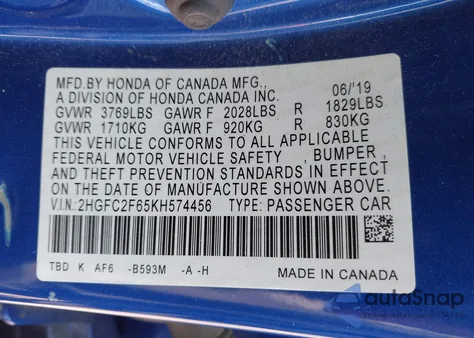 MFD.BY HONDA OF CANADA MFG.,
A DIVISION OF HONDA CANADA INC. 06/'19
GVWR 3769LBS GAWR F 2028LBS R 1829LBS
GVWR 1710KG GAWR F 920KG R 830KG
THIS VEHICLE CONFORMS TO ALL APPLICABLE
FEDERAL MOTOR VEHICLE SAFETY , BUMPER ,
AND THEFT PREVENTION STANDARDS IN EFFECT
ON THE DATE OF MANUFACTURE SHOWN ABOVE.
V.I.N: 2HGFC2F65KH574456 TYPE: PASSENGER CAR
TBD K AF6 -B593M -A -H
MADE IN CANADA
autoSnap